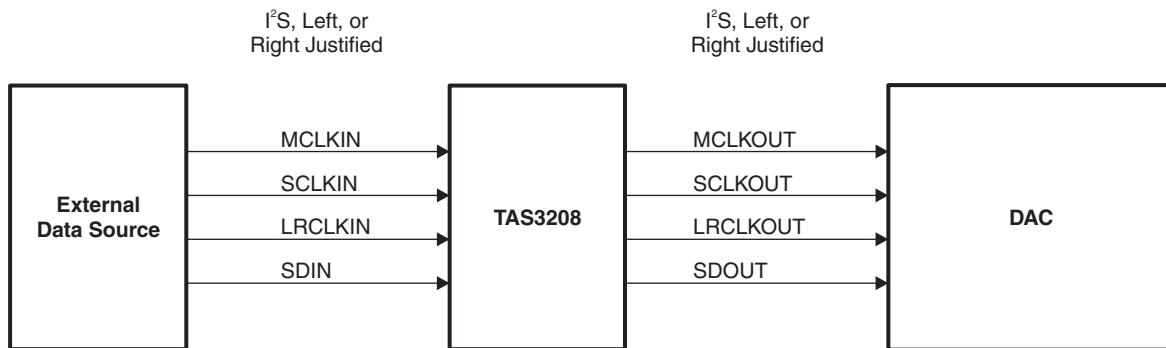 I²S, Left, or
Right Justified
I²S, Left, or
Right Justified
MCLKIN
SCLKIN
LRCLKIN
SDIN
External
Data Source
TAS3208
MCLKOUT
SCLKOUT
LRCLKOUT
SDOUT
DAC